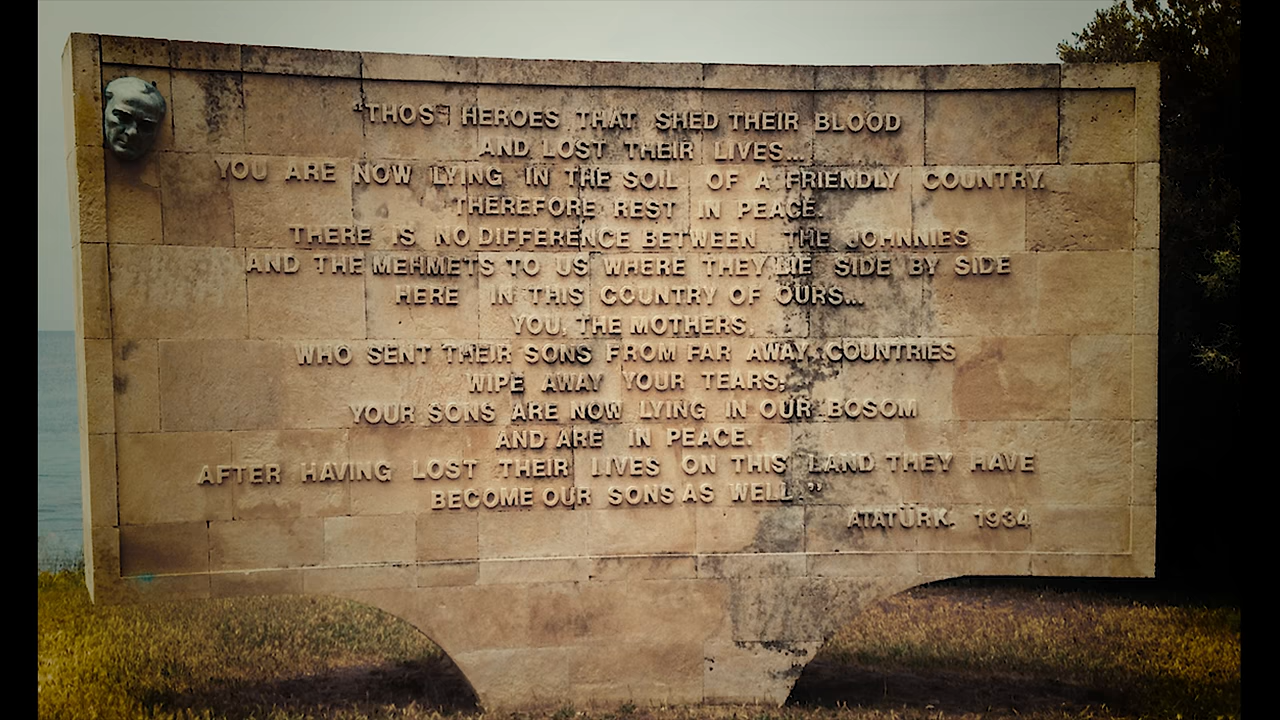 "THOSE HEROES THAT SHED THEIR BLOOD
AND LOST THEIR LIVES...
YOU ARE NOW LYING IN THE SOIL OF A FRIENDLY COUNTRY.
THEREFORE REST IN PEACE.
THERE IS NO DIFFERENCE BETWEEN THE JOHNNIES
AND THE MEHMETS TO US WHERE THEY LIE SIDE BY SIDE
HERE IN THIS COUNTRY OF OURS...
YOU, THE MOTHERS,
WHO SENT THEIR SONS FROM FAR AWAY COUNTRIES
WIPE AWAY YOUR TEARS;
YOUR SONS ARE NOW LYING IN OUR BOSOM
AND ARE IN PEACE.
AFTER HAVING LOST THEIR LIVES ON THIS LAND THEY HAVE
BECOME OUR SONS AS WELL."
ATATÜRK. 1934